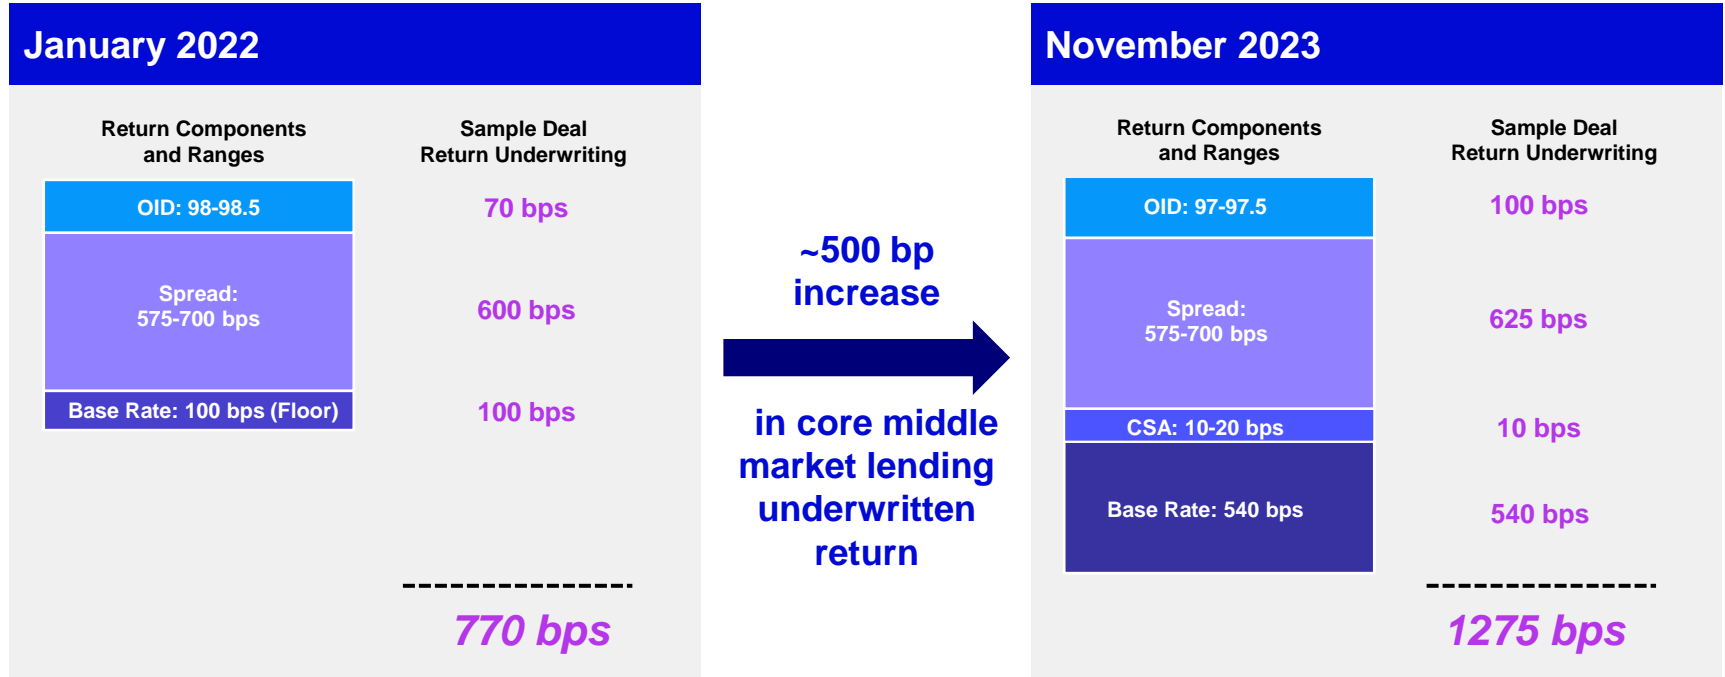 January 2022
Return Components
and Ranges
Sample Deal
Return Underwriting
OID: 98-98.5
70 bps
Spread:
575-700 bps
600 bps
Base Rate: 100 bps (Floor)
100 bps
770 bps
~500 bp
increase
in core middle
market lending
underwritten
return
November 2023
Return Components
and Ranges
Sample Deal
Return Underwriting
OID: 97-97.5
100 bps
Spread:
575-700 bps
625 bps
CSA: 10-20 bps
10 bps
Base Rate: 540 bps
540 bps
1275 bps